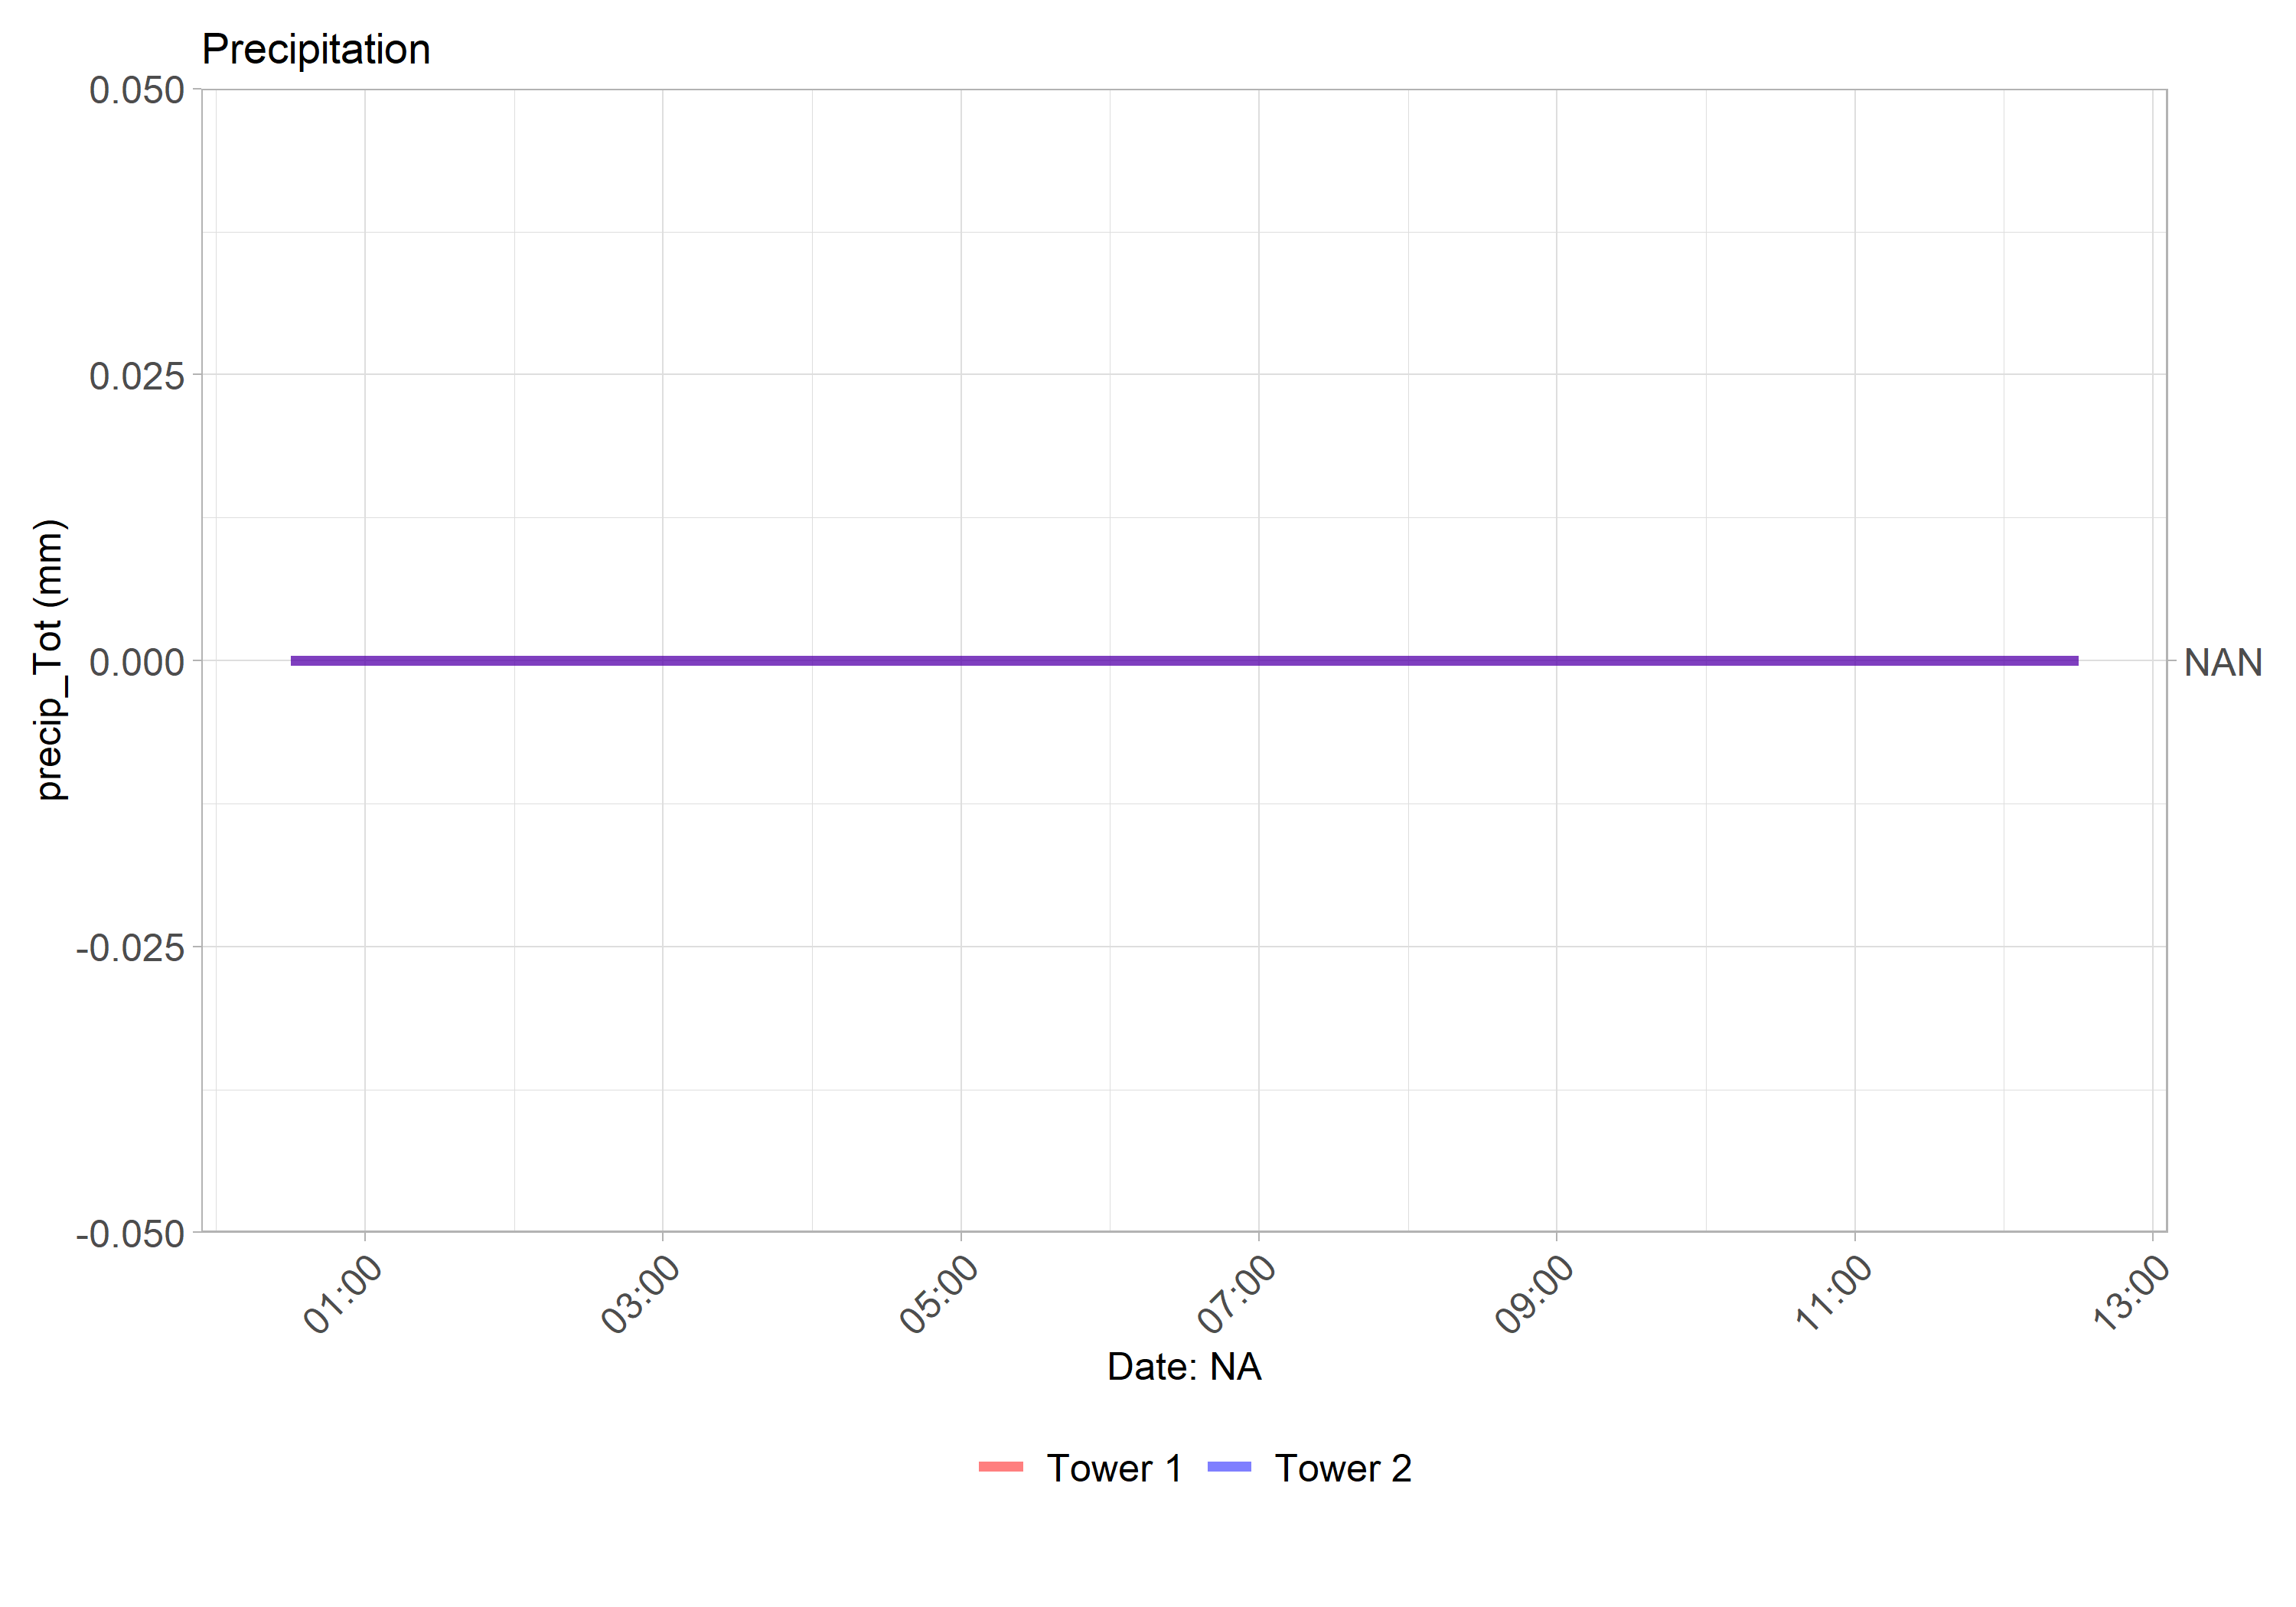 Precipitation
0.050
0.025
0.000
-0.025
-0.050
precip_Tot (mm)
NAN
01:00 03:00 05:00 07:00 09:00 11:00 13:00
Date: NA
Tower 1 Tower 2